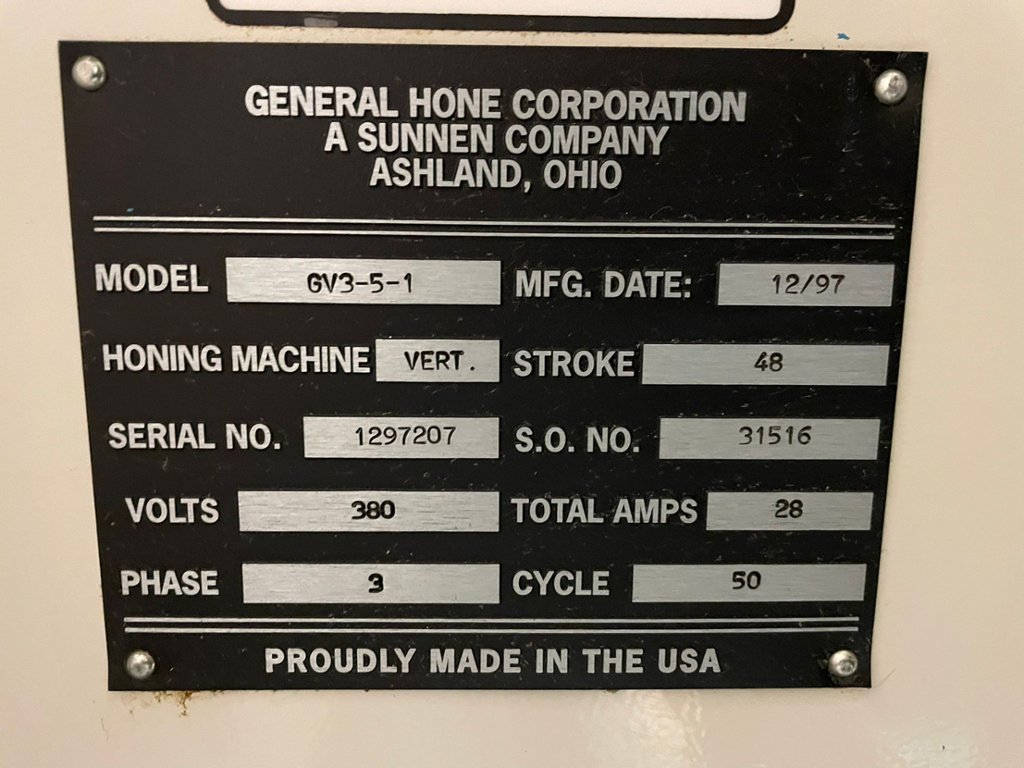 GENERAL HONE CORPORATION
A SUNNEN COMPANY
ASHLAND, OHIO
MODEL GV3-5-1 MFG. DATE: 12/97
HONING MACHINE VERT. STROKE 48
SERIAL NO. 1297207 S.O. NO. 31516
VOLTS 380 TOTAL AMPS 28
PHASE 3 CYCLE 50
PROUDLY MADE IN THE USA